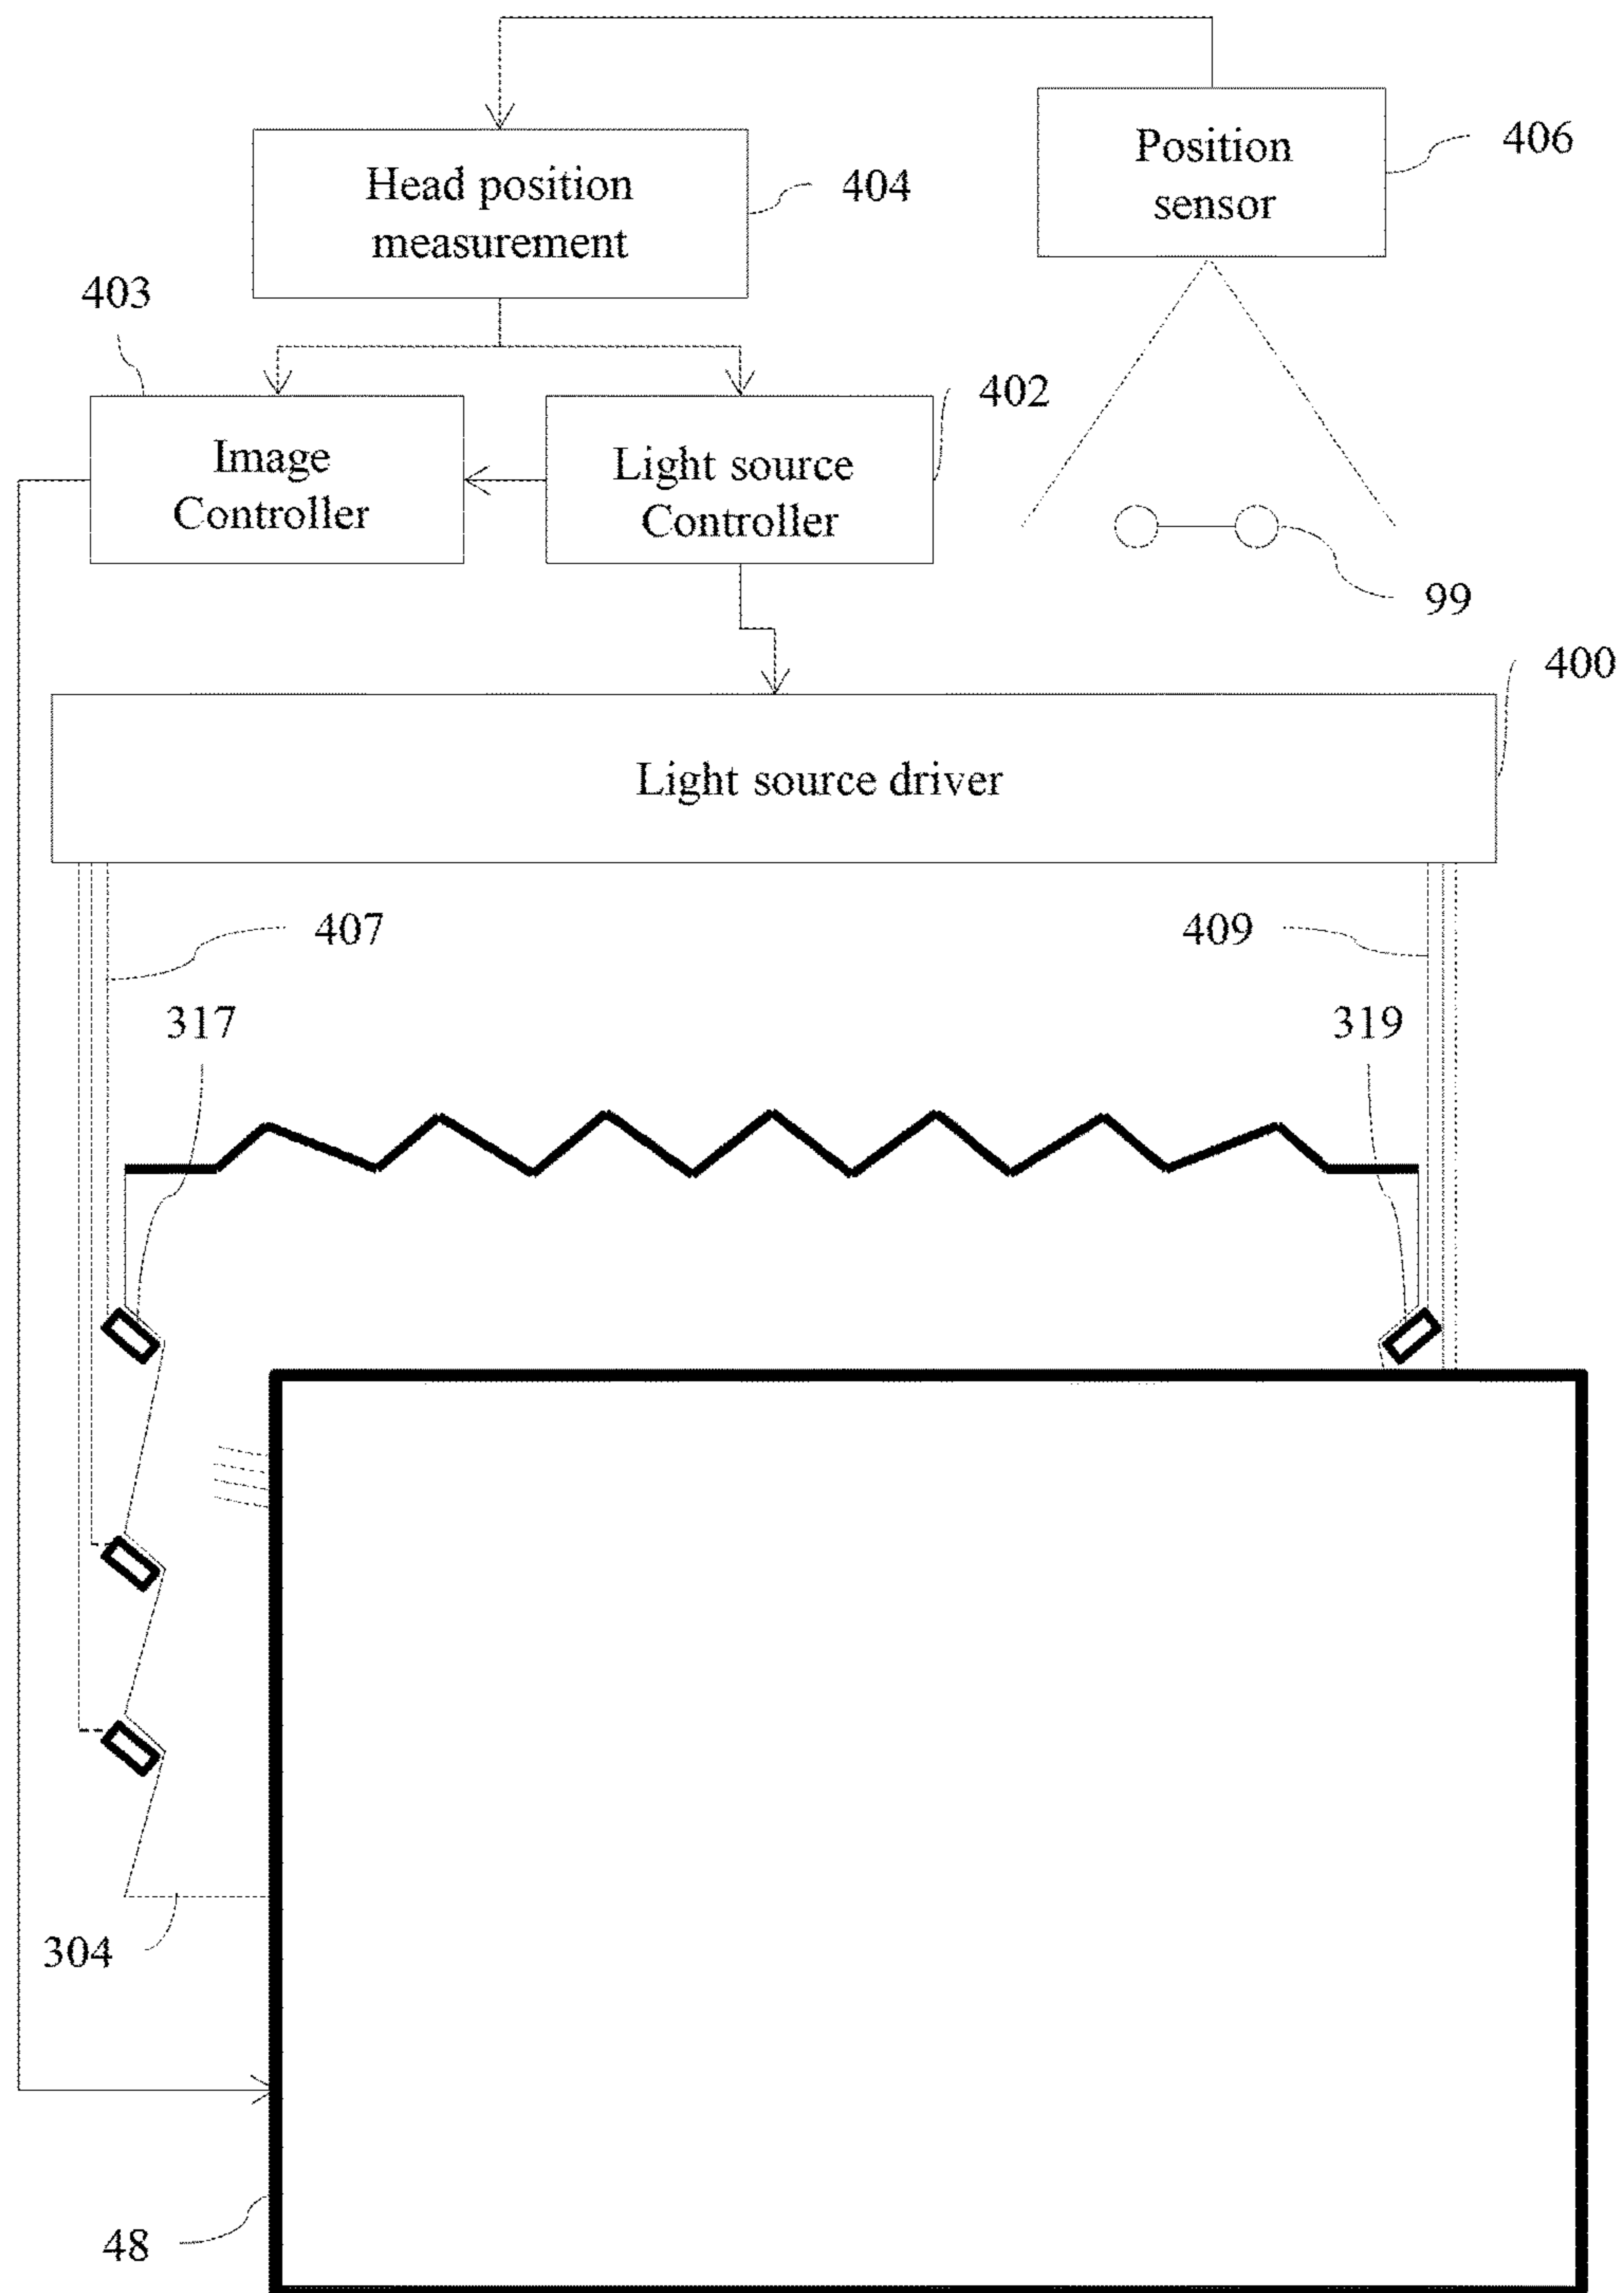 Position
sensor
406
Head position
measurement
404
403
Image
Controller
Light source
Controller
402
99
400
Light source driver
407
409
317
319
304
48